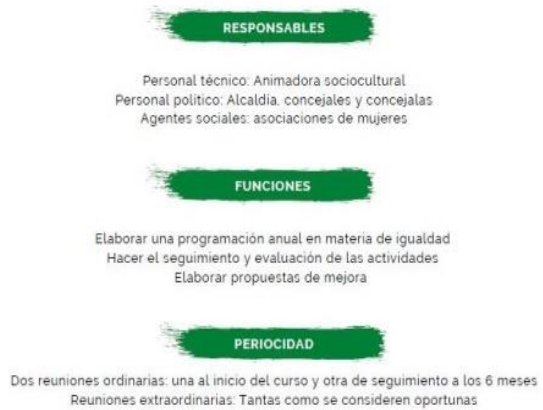 RESPONSABLES
Personal técnico: Animadora sociocultural
Personal político: Alcaldía, concejales y concejalas
Agentes sociales: asociaciones de mujeres
FUNCIONES
Elaborar una programación anual en materia de igualdad
Hacer el seguimiento y evaluación de las actividades
Elaborar propuestas de mejora
PERIOCIDAD
Dos reuniones ordinarias: una al inicio del curso y otra de seguimiento a los 6 meses
Reuniones extraordinarias: Tantas como se consideren oportunas